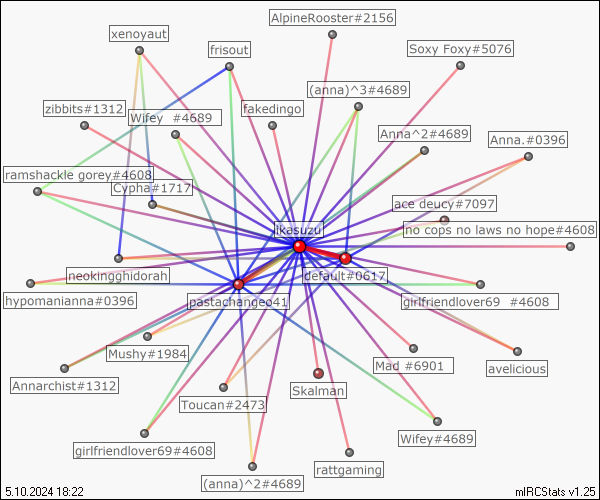 AlpineRooster#2156
xenoyaut
frisout
Soxy Foxy#5076
(anna)^3#4689
zibbits#1312
Wifey #4689
fakedingo
Anna^2#4689
Anna.#0396
ramshackle gorey#4608
Cypha#1717
ace deucy#7097
ikasuzu
no cops no laws no hope#4608
neokingghidorah
default#0617
hypomanianna#0396
pastachangeo41
girlfriendlover69 #4608
Mushy#1984
Mad #6901
avelicious
Annarchist#1312
Skalman
Toucan#2473
Wifey#4689
girlfriendlover69#4608
rattgaming
(anna)^2#4689
5.10.2024 18:22
mIRCStats v1.25